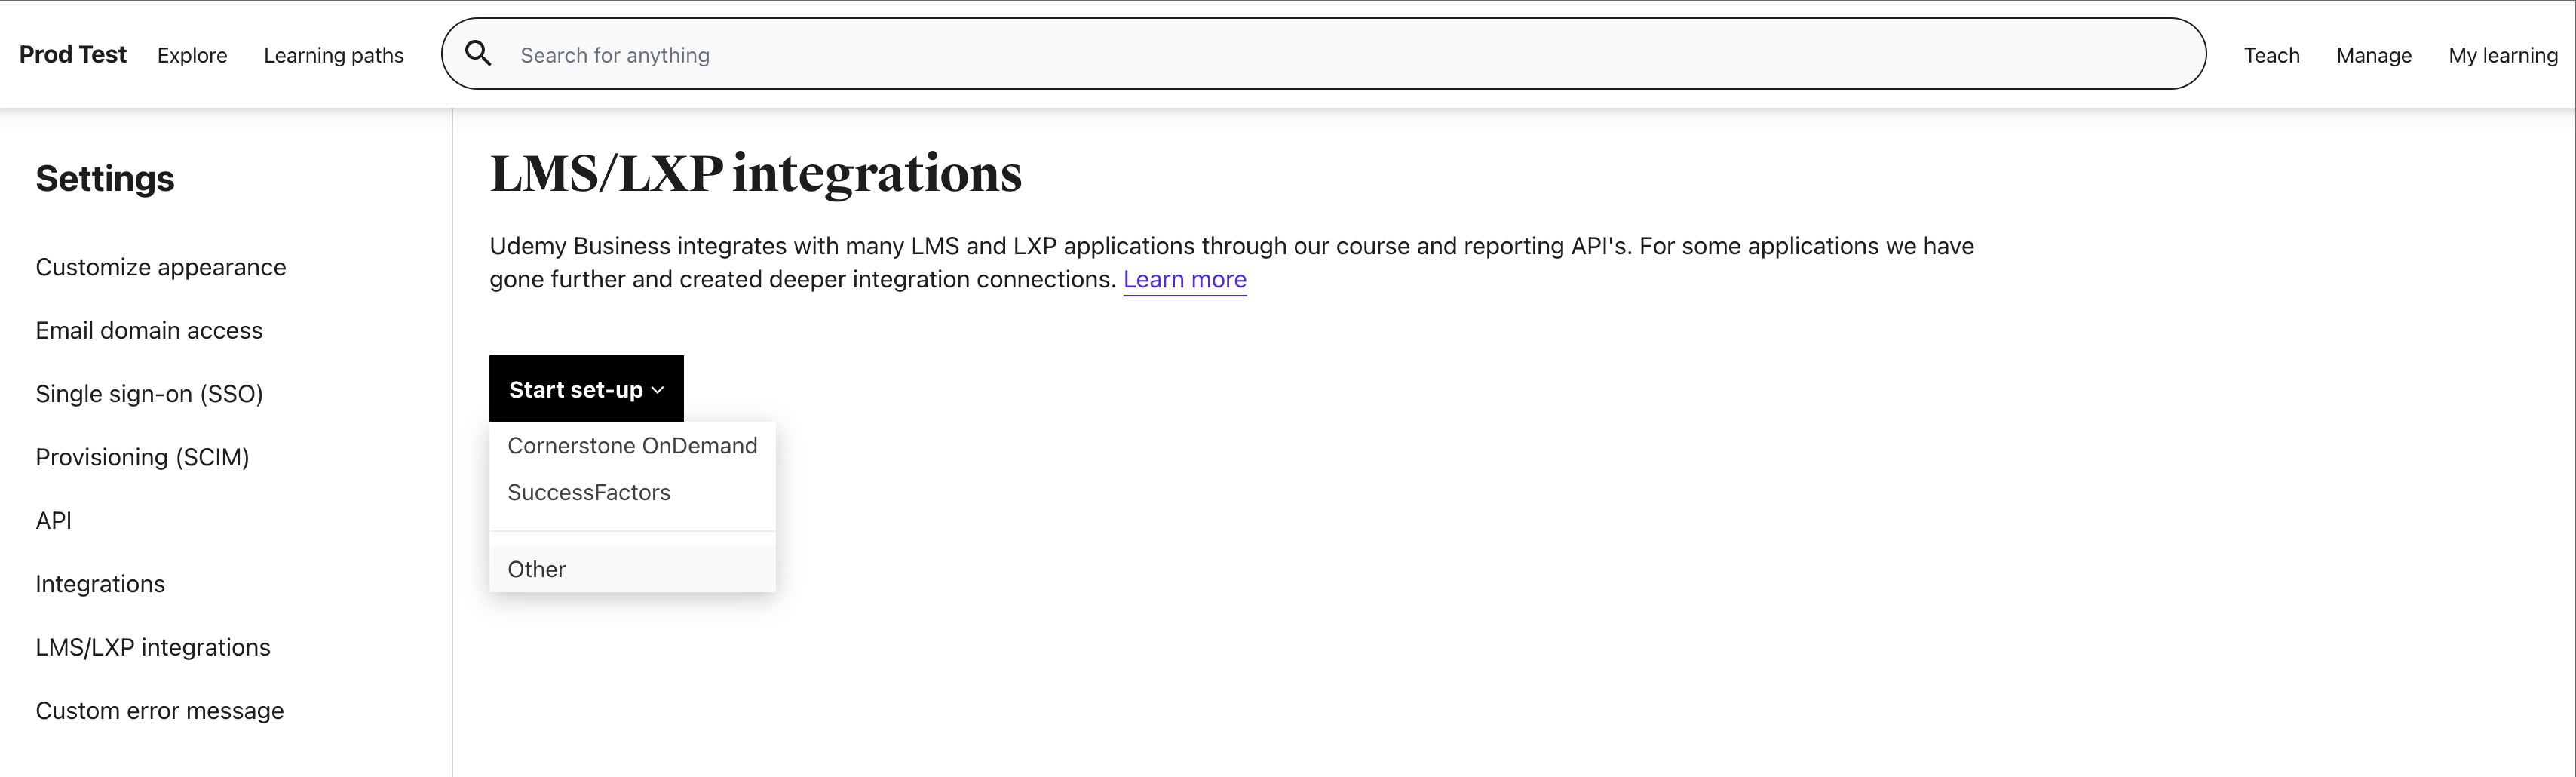 Prod Test
Explore
Learning paths
Search for anything
Teach
Manage
My learning
Settings
Customize appearance
Email domain access
Single sign-on (SSO)
Provisioning (SCIM)
API
Integrations
LMS/LXP integrations
Custom error message
LMS/LXP integrations
Udemy Business integrates with many LMS and LXP applications through our course and reporting API's. For some applications we have
gone further and created deeper integration connections. Learn more
Start set-up
Cornerstone OnDemand
SuccessFactors
Other